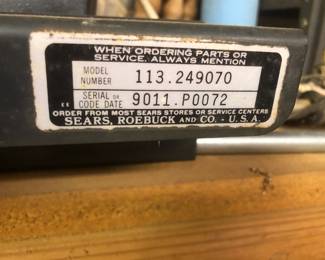 WHEN ORDERING PARTS OR
SERVICE, ALWAYS MENTION
MODEL NUMBER 113.249070
SERIAL OR CODE DATE 9011.P0072
KK
ORDER FROM MOST SEARS STORES OR SERVICE CENTERS
SEARS, ROEBUCK AND CO. - U.S.A.